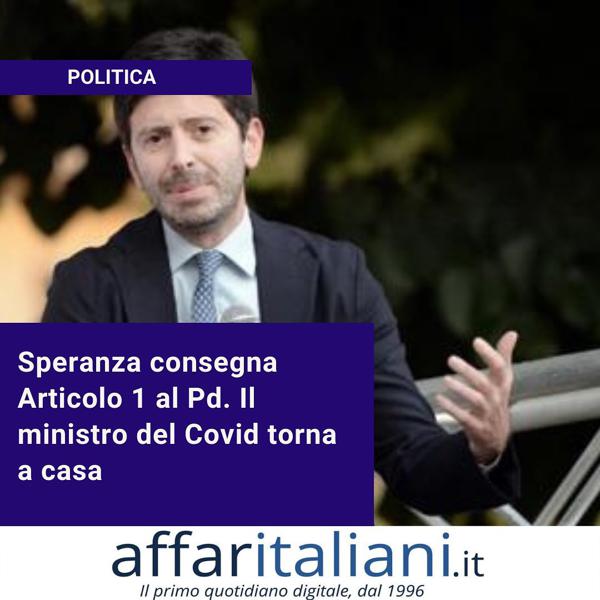 POLITICA
Speranza consegna
Articolo 1 al Pd. Il
ministro del Covid torna
a casa
affaritaliani.it
Il primo quotidiano digitale, dal 1996